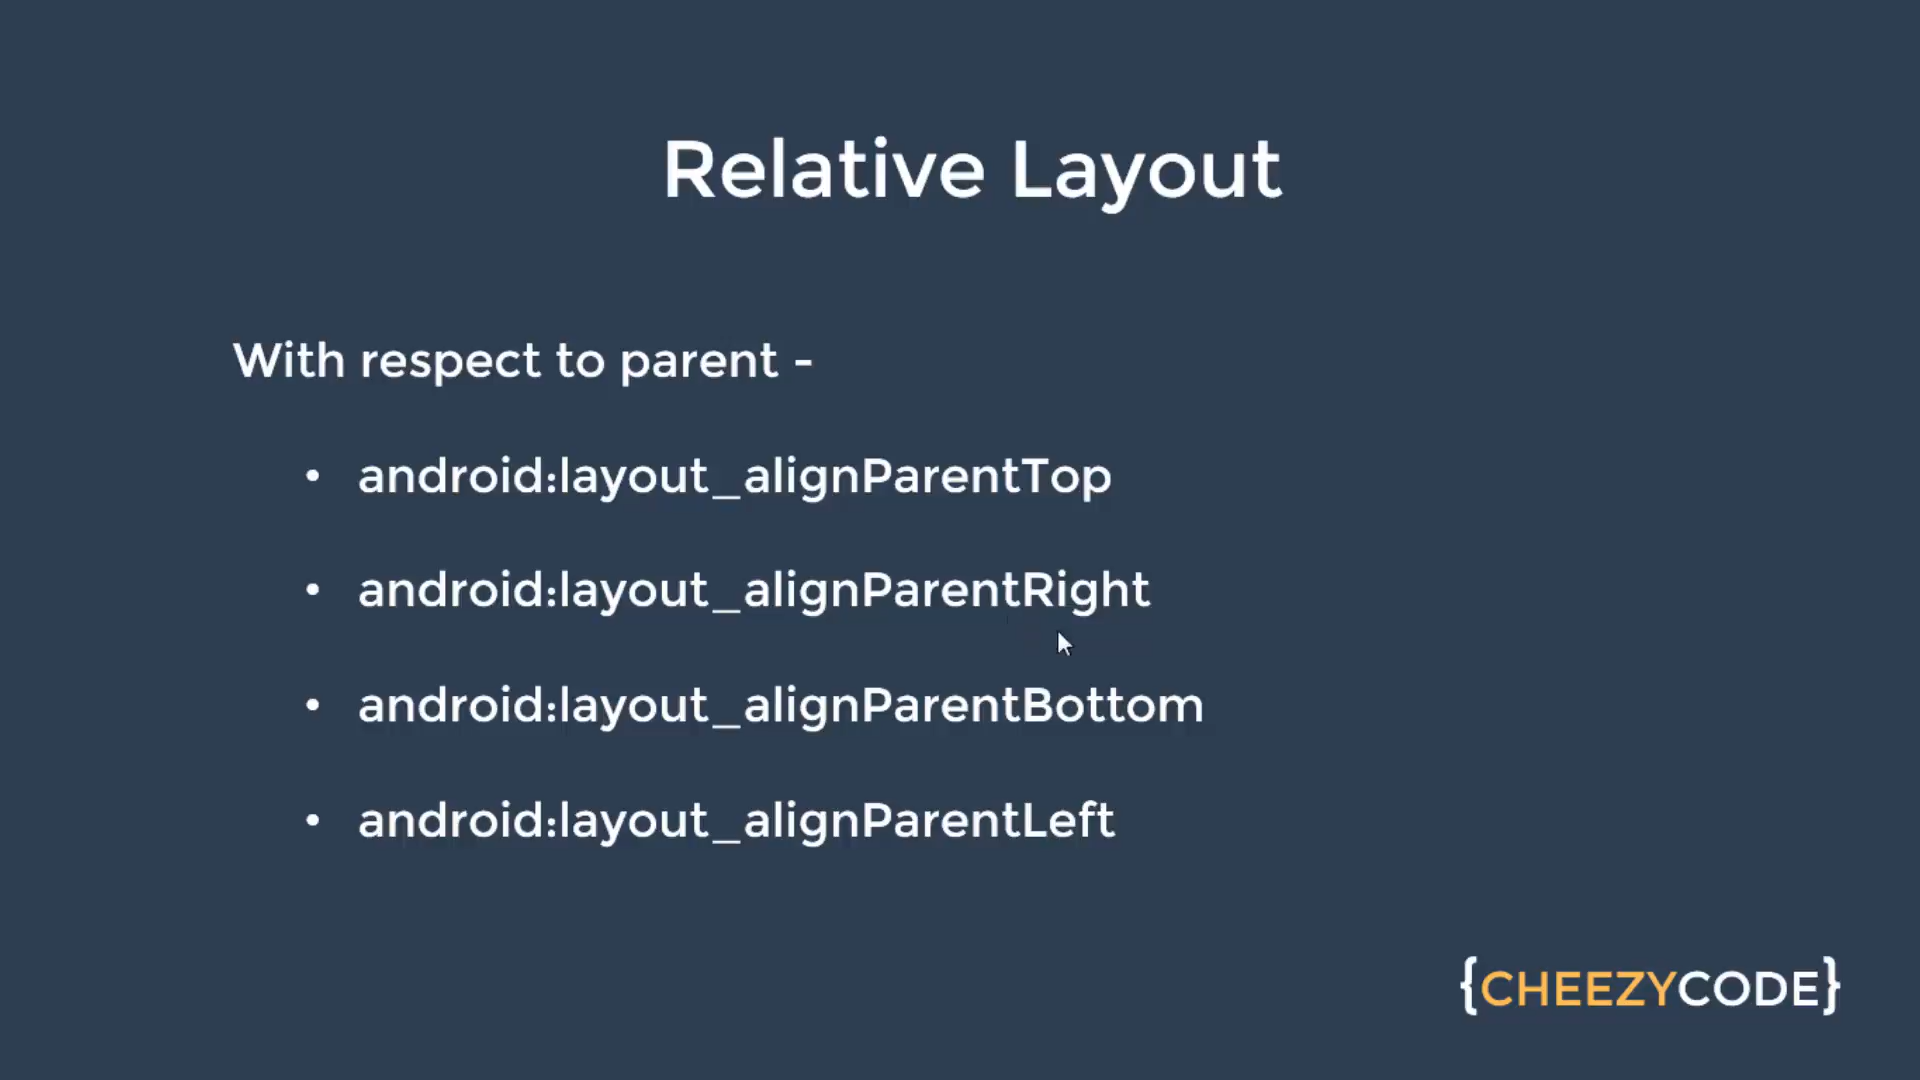 Relative Layout
With respect to parent -
• android:layout_alignParentTop
• android:layout_alignParentRight
• android:layout_alignParentBottom
• android:layout_alignParentLeft
{CHEEZYCODE}